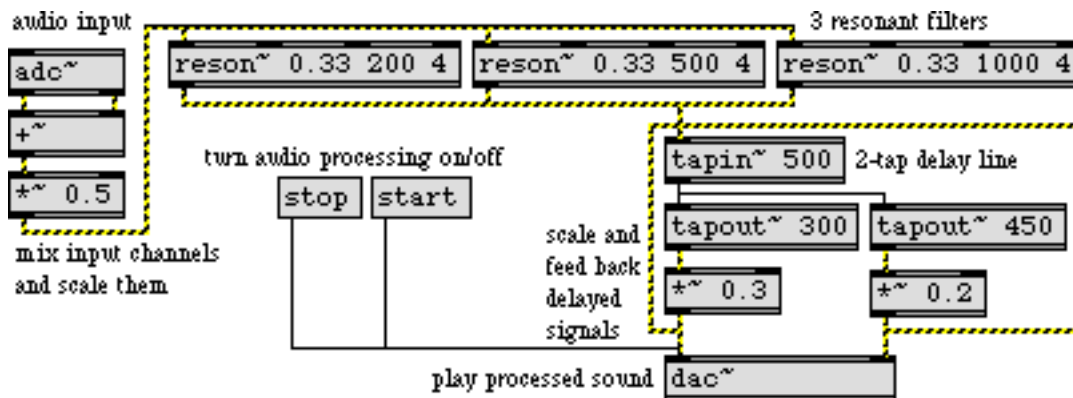 audio input
3 resonant filters
adc~
reson~ 0.33 200 4
reson~ 0.33 500 4
reson~ 0.33 1000 4
+~
*~ 0.5
mix input channels
and scale them
turn audio processing on/off
stop
start
tapin~ 500
2-tap delay line
tapout~ 300
tapout~ 450
scale and
feed back
delayed
signals
*~ 0.3
*~ 0.2
play processed sound
dac~